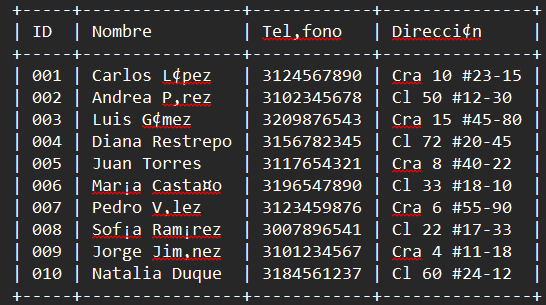 +-----+----------------+------------+---------------+
| ID  | Nombre         | Tel‚fono   | Direcci¢n     |
+-----+----------------+------------+---------------+
| 001 | Carlos L¢pez   | 3124567890 | Cra 10 #23-15 |
| 002 | Andrea P‚rez   | 3102345678 | Cl 50 #12-30  |
| 003 | Luis G¢mez     | 3209876543 | Cra 15 #45-80 |
| 004 | Diana Restrepo | 3156782345 | Cl 72 #20-45  |
| 005 | Juan Torres    | 3117654321 | Cra 8 #40-22  |
| 006 | Mar¡a Casta¤o  | 3196547890 | Cl 33 #18-10  |
| 007 | Pedro V‚lez    | 3123459876 | Cra 6 #55-90  |
| 008 | Sof¡a Ram¡rez  | 3007896541 | Cl 22 #17-33  |
| 009 | Jorge Jim‚nez  | 3101234567 | Cra 4 #11-18  |
| 010 | Natalia Duque  | 3184561237 | Cl 60 #24-12  |
+-----+----------------+------------+---------------+